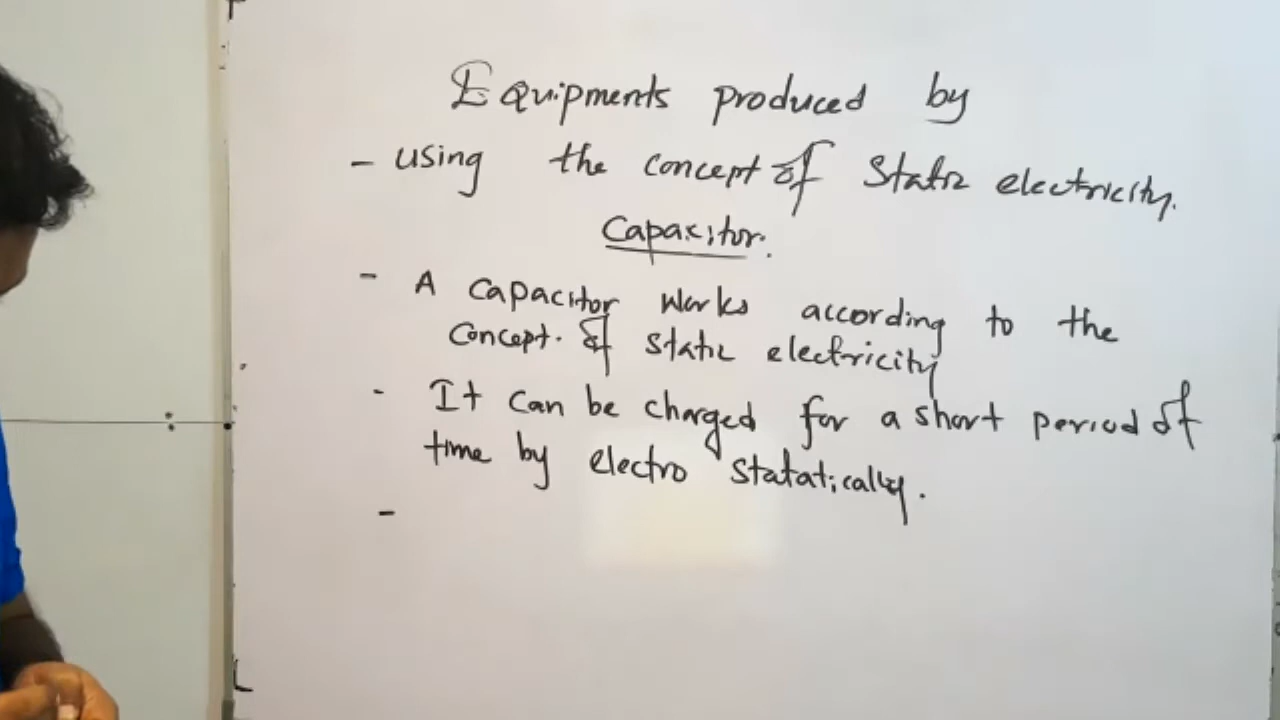 Equipments produced by
- using the concept of Static electricity.
Capacitor.
- A capacitor works according to the
concept. of static electricity
- It can be charged for a short period of
time by electro statatically.
-